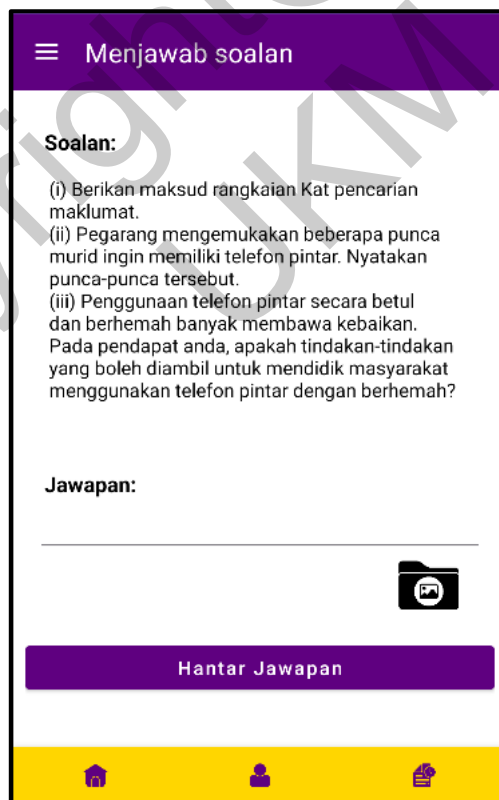 Menjawab soalan
Soalan:
(i) Berikan maksud rangkaian Kat pencarian
maklumat.
(ii) Pegarang mengemukakan beberapa punca
murid ingin memiliki telefon pintar. Nyatakan
punca-punca tersebut.
(iii) Penggunaan telefon pintar secara betul
dan berhemah banyak membawa kebaikan.
Pada pendapat anda, apakah tindakan-tindakan
yang boleh diambil untuk mendidik masyarakat
menggunakan telefon pintar dengan berhemah?
Jawapan:
Hantar Jawapan
UKM